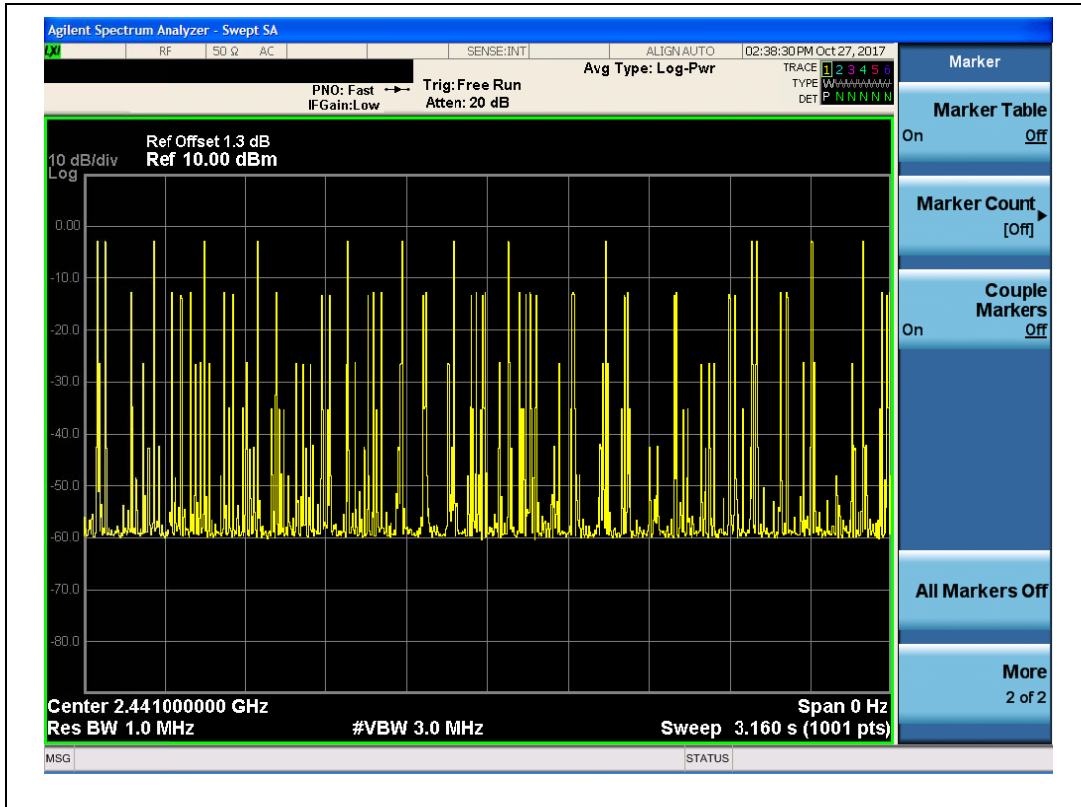 Agilent Spectrum Analyzer - Swept SA
LXI RF 50 Ω AC SENSE:INT ALIGN AUTO 02:38:30 PM Oct 27, 2017
Marker
Avg Type: Log-Pwr
TRACE 1 2 3 4 5 6
TYPE WWWWWW
DET P N N N N N
PNO: Fast
IFGain:Low
Trig: Free Run
Atten: 20 dB
Marker Table
On Off
Ref Offset 1.3 dB
10 dB/div Ref 10.00 dBm
Log
Marker Count
[Off]
0.00
-10.0
-20.0
-30.0
-40.0
-50.0
-60.0
-70.0
-80.0
Couple
Markers
On Off
All Markers Off
More
2 of 2
Center 2.441000000 GHz Span 0 Hz
Res BW 1.0 MHz #VBW 3.0 MHz Sweep 3.160 s (1001 pts)
MSG STATUS